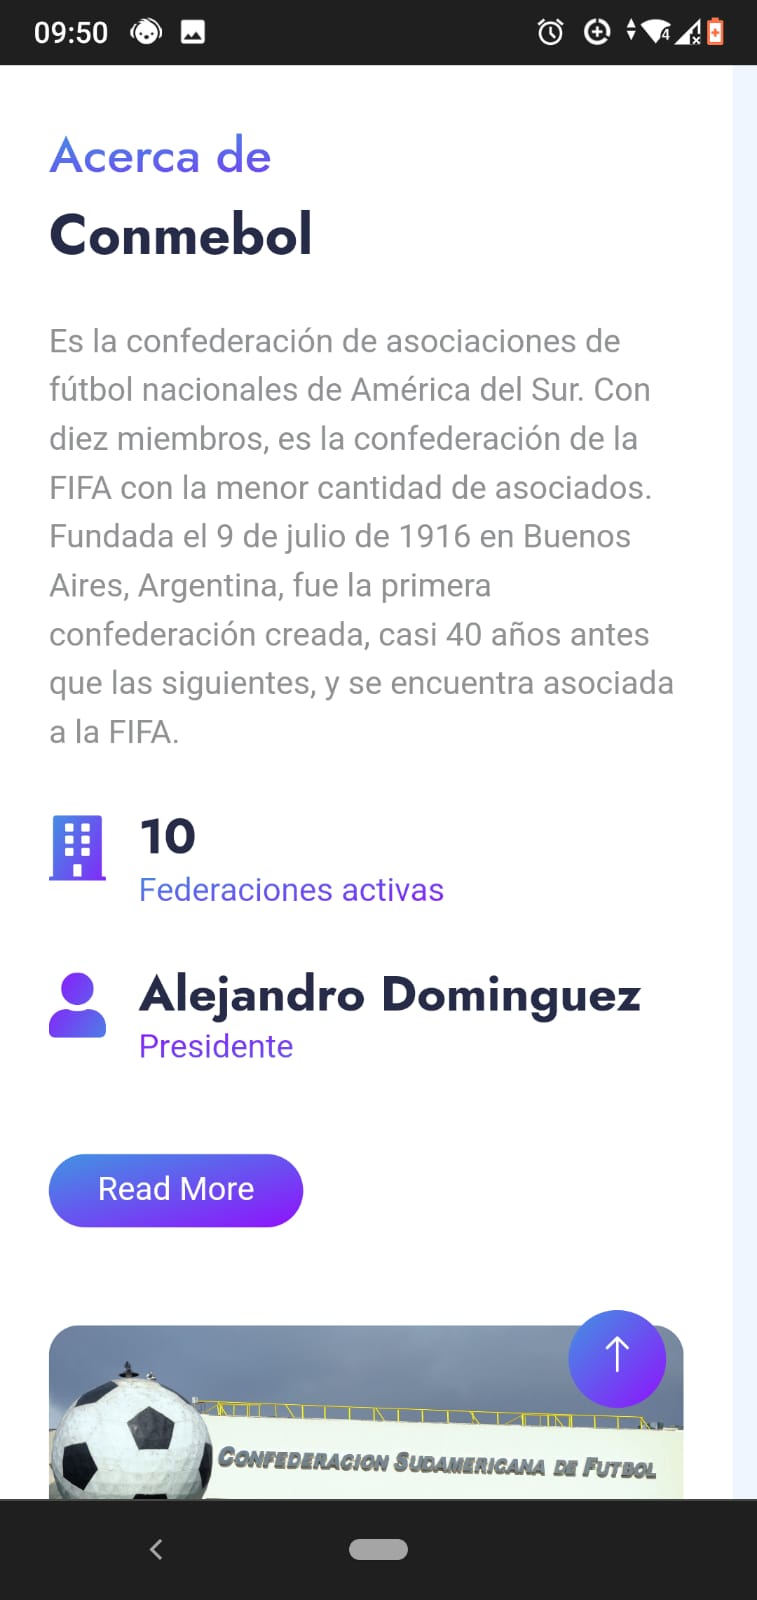 09:50
4
Acerca de
Conmebol
Es la confederación de asociaciones de
fútbol nacionales de América del Sur. Con
diez miembros, es la confederación de la
FIFA con la menor cantidad de asociados.
Fundada el 9 de julio de 1916 en Buenos
Aires, Argentina, fue la primera
confederación creada, casi 40 años antes
que las siguientes, y se encuentra asociada
a la FIFA.
10
Federaciones activas
Alejandro Dominguez
Presidente
Read More
CONFEDERACION SUDAMERICANA DE FUTBOL